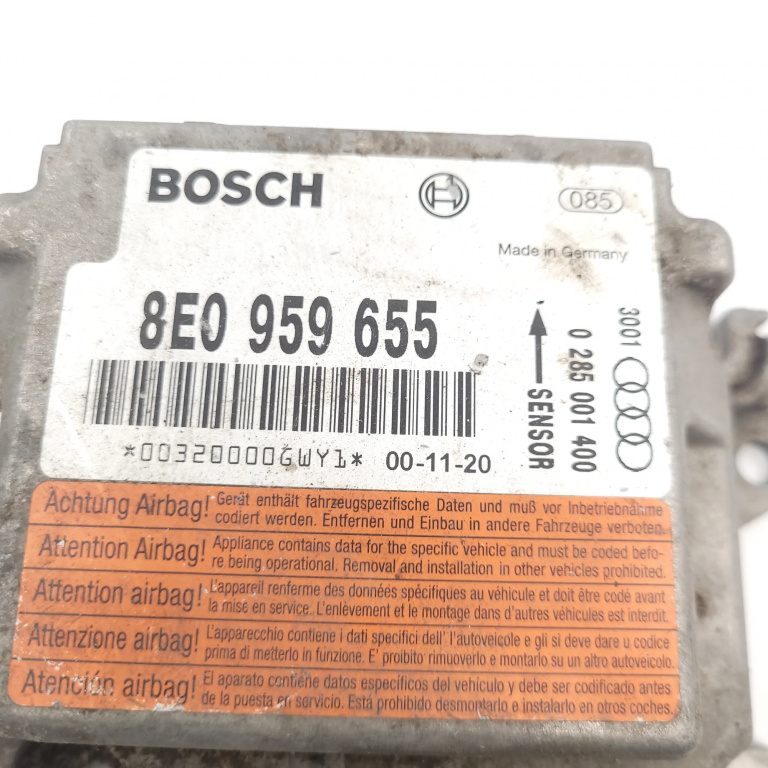 BOSCH
085
Made in Germany
8E0 959 655
SENSOR
0 285 001 400
3001
*00320000GWY1* 00-11-20
Achtung Airbag! Gerät enthält fahrzeugspezifische Daten und muß vor Inbetriebnahme
codiert werden. Entfernen und Einbau in andere Fahrzeuge verboten.
Attention Airbag! Appliance contains data for the specific vehicle and must be coded befo-
re being operational. Removal and installation in other vehicles prohibited.
Attention airbag! L'appareil renferme des données spécifiques au véhicule et doit être codé avant
la mise en service. L'enlèvement et le montage dans d'autres véhicules est interdit.
Attenzione airbag! L'apparecchio contiene i dati specifici dell' l'autoveicole e gli si deve dare u codice
prima di metterlo in funzione. E' proibito rimuoverlo e montarlo su un altro autoveicolo.
Atención airbag! El aparato contiene datos específicos del vehículo y debe ser codificado antes
de la puesta en servicio. Está prohibido desmontarlo e instalarlo en otros coches.